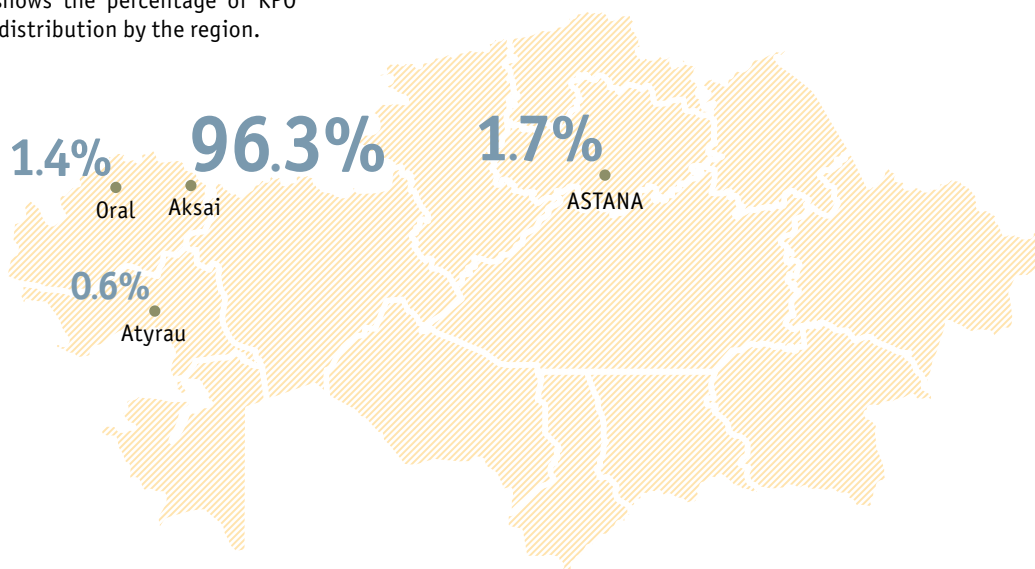 shows the percentage of KPO
distribution by the region.
1.4%
96.3%
1.7%
Oral
Aksai
ASTANA
0.6%
Atyrau